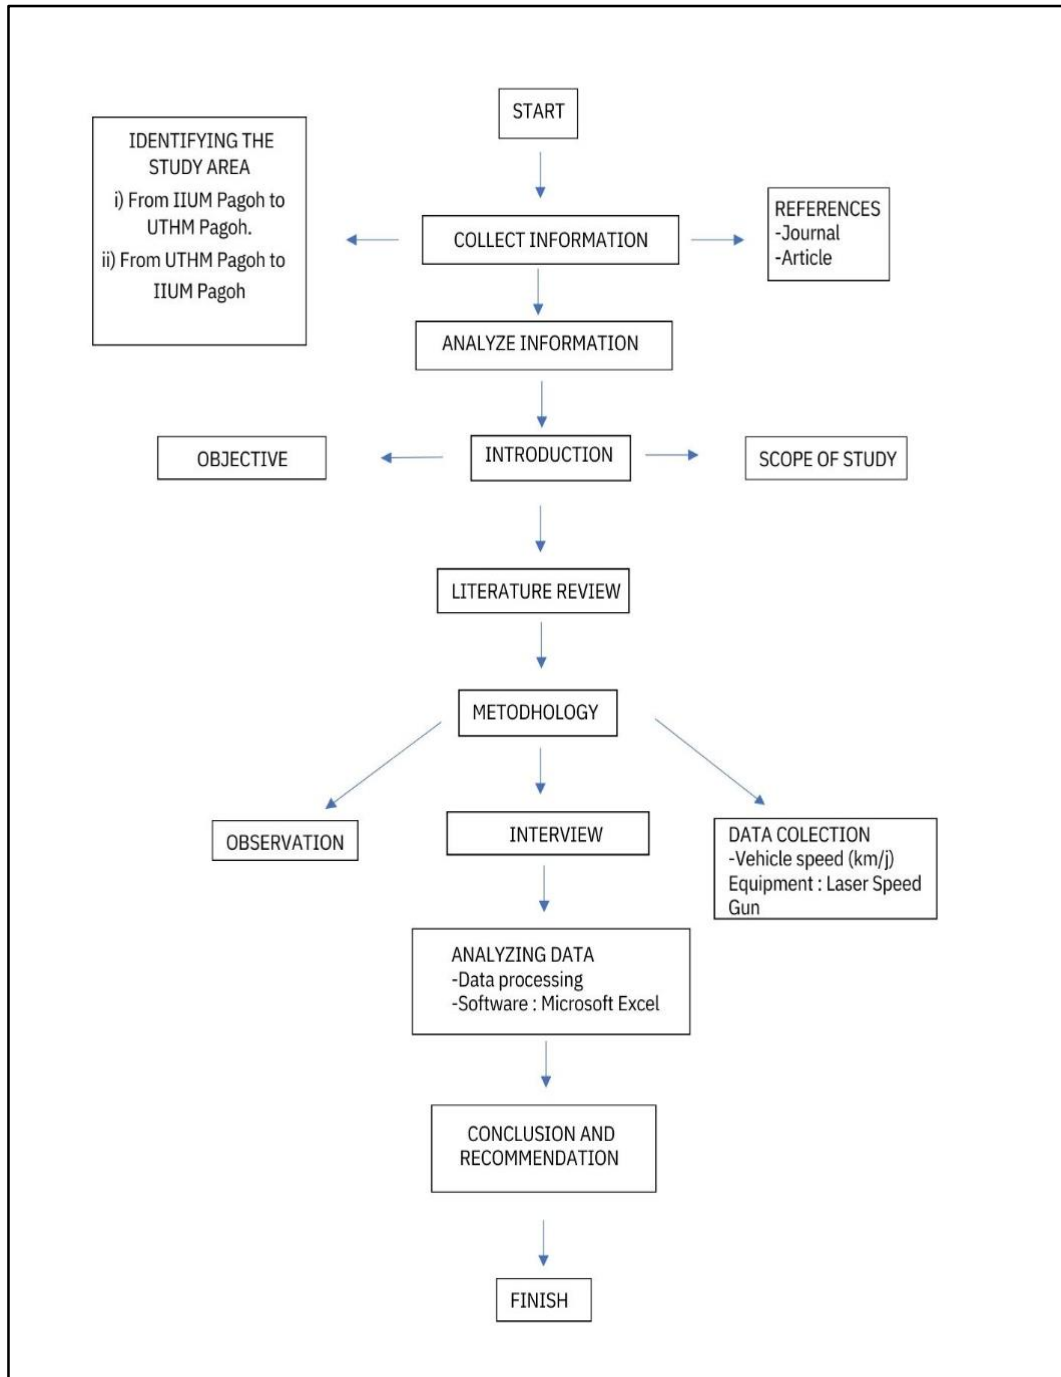 START
IDENTIFYING THE
STUDY AREA
i) From IIUM Pagoh to
UTHM Pagoh.
ii) From UTHM Pagoh to
IIUM Pagoh
COLLECT INFORMATION
REFERENCES
-Journal
-Article
ANALYZE INFORMATION
OBJECTIVE
INTRODUCTION
SCOPE OF STUDY
LITERATURE REVIEW
METODHOLOGY
OBSERVATION
INTERVIEW
DATA COLECTION
-Vehicle speed (km/j)
Equipment : Laser Speed
Gun
ANALYZING DATA
-Data processing
-Software : Microsoft Excel
CONCLUSION AND
RECOMMENDATION
FINISH